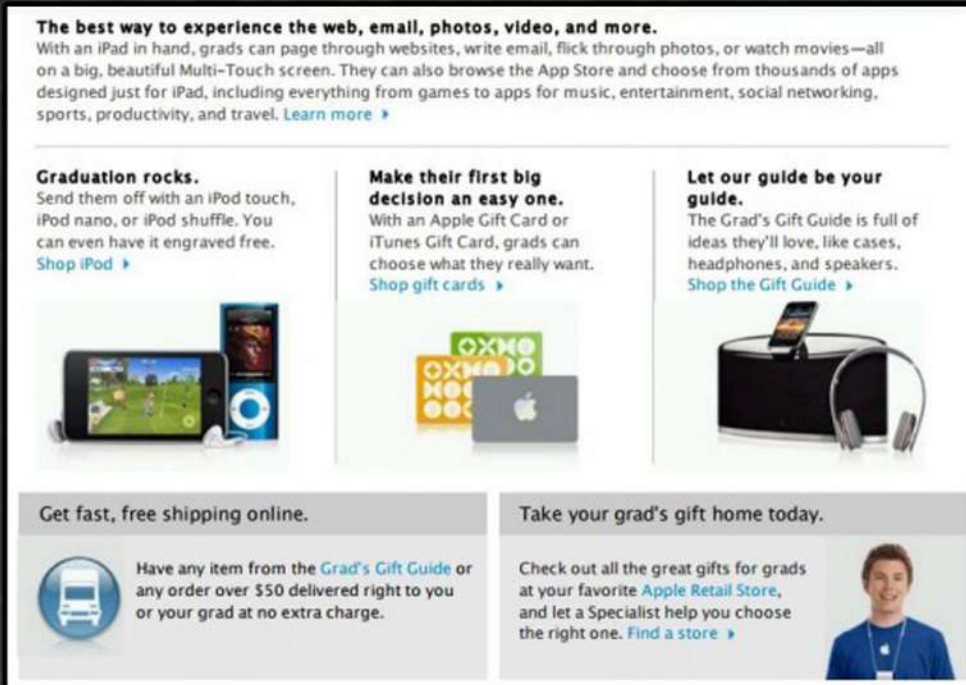 The best way to experience the web, email, photos, video, and more.
With an iPad in hand, grads can page through websites, write email, flick through photos, or watch movies—all
on a big, beautiful Multi-Touch screen. They can also browse the App Store and choose from thousands of apps
designed just for iPad, including everything from games to apps for music, entertainment, social networking,
sports, productivity, and travel. Learn more
Graduation rocks.
Send them off with an iPod touch,
iPod nano, or iPod shuffle. You
can even have it engraved free.
Shop iPod
Make their first big
decision an easy one.
With an Apple Gift Card or
iTunes Gift Card, grads can
choose what they really want.
Shop gift cards
Let our guide be your
guide.
The Grad's Gift Guide is full of
ideas they'll love, like cases,
headphones, and speakers.
Shop the Gift Guide
Get fast, free shipping online.
Have any item from the Grad's Gift Guide or
any order over $50 delivered right to you
or your grad at no extra charge.
Take your grad's gift home today.
Check out all the great gifts for grads
at your favorite Apple Retail Store,
and let a Specialist help you choose
the right one. Find a store